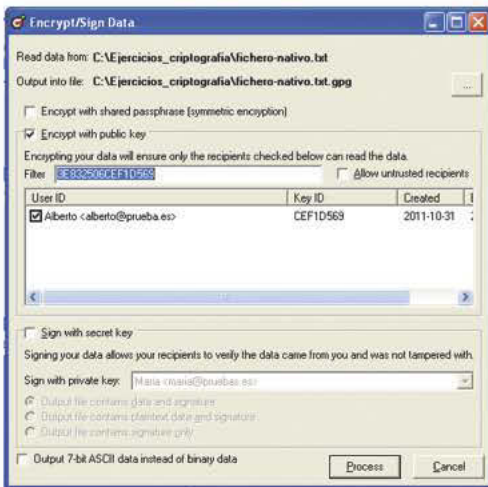 Encrypt/Sign Data
Read data from: C:\Ejercicios_criptografia\fichero-nativo.txt
Output into file: C:\Ejercicios_criptografia\fichero-nativo.txt.gpg
...
Encrypt with shared passphrase (symmetric encryption)
Encrypt with public key
Encrypting your data will ensure only the recipients checked below can read the data.
Filter 3E832506CEF1D569 Allow untrusted recipients
User ID Key ID Created
Alberto <alberto@prueba.es> CEF1D569 2011-10-31
Sign with secret key
Signing your data allows your recipients to verify the data came from you and was not tampered with.
Sign with private key: Maria <maria@pruebas.es>
Output file contains data and signature
Output file contains plaintext data and signature
Output file contains signature only
Output 7-bit ASCII data instead of binary data
Process Cancel